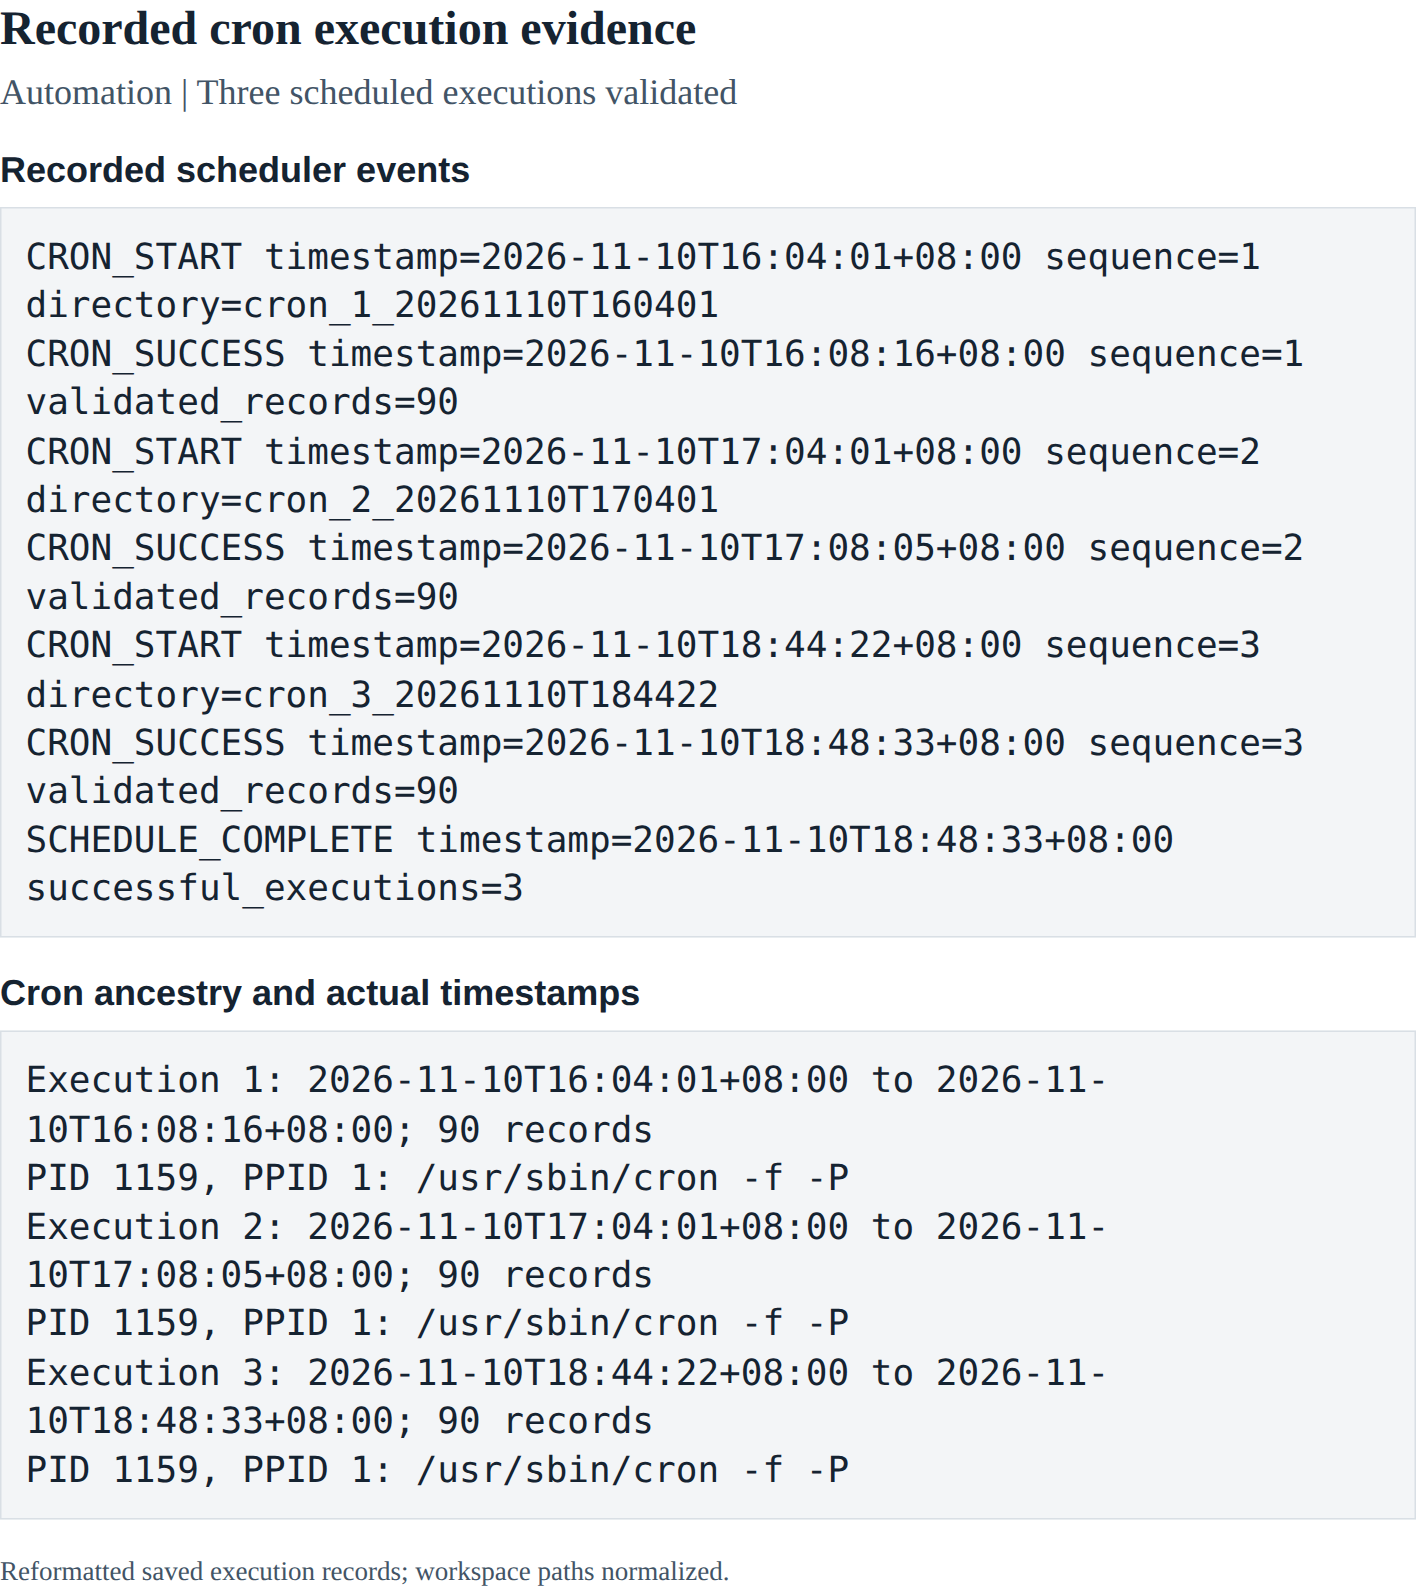 Recorded cron execution evidence
Automation | Three scheduled executions validated
Recorded scheduler events
CRON_START timestamp=2026-11-10T16:04:01+08:00 sequence=1
directory=cron_1_20261110T160401
CRON_SUCCESS timestamp=2026-11-10T16:08:16+08:00 sequence=1
validated_records=90
CRON_START timestamp=2026-11-10T17:04:01+08:00 sequence=2
directory=cron_2_20261110T170401
CRON_SUCCESS timestamp=2026-11-10T17:08:05+08:00 sequence=2
validated_records=90
CRON_START timestamp=2026-11-10T18:44:22+08:00 sequence=3
directory=cron_3_20261110T184422
CRON_SUCCESS timestamp=2026-11-10T18:48:33+08:00 sequence=3
validated_records=90
SCHEDULE_COMPLETE timestamp=2026-11-10T18:48:33+08:00
successful_executions=3
Cron ancestry and actual timestamps
Execution 1: 2026-11-10T16:04:01+08:00 to 2026-11-
10T16:08:16+08:00; 90 records
PID 1159, PPID 1: /usr/sbin/cron -f -P
Execution 2: 2026-11-10T17:04:01+08:00 to 2026-11-
10T17:08:05+08:00; 90 records
PID 1159, PPID 1: /usr/sbin/cron -f -P
Execution 3: 2026-11-10T18:44:22+08:00 to 2026-11-
10T18:48:33+08:00; 90 records
PID 1159, PPID 1: /usr/sbin/cron -f -P
Reformatted saved execution records; workspace paths normalized.